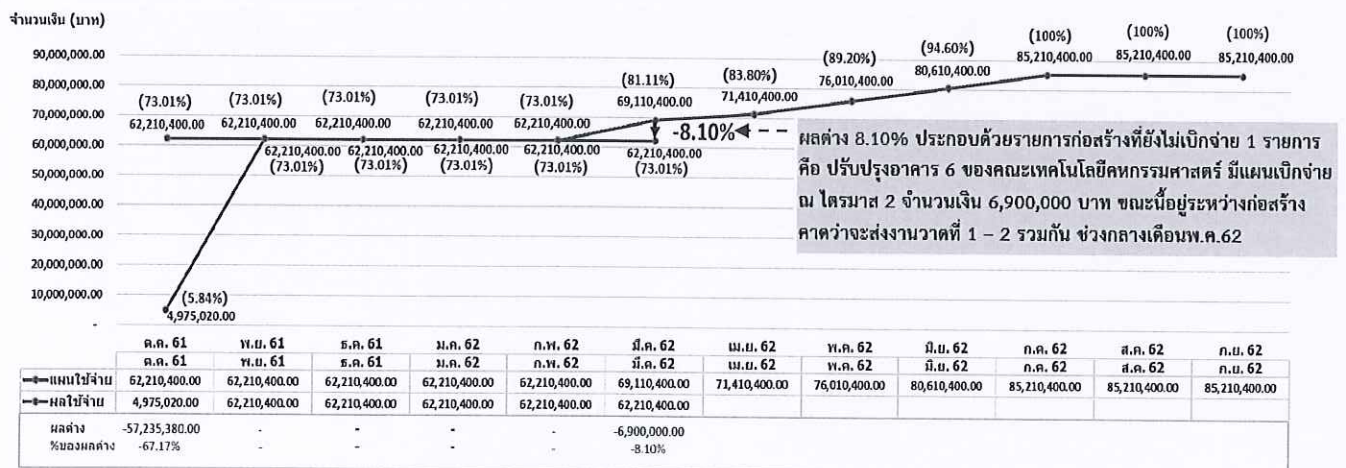 จำนวนเงิน (บาท)
90,000,000.00
80,000,000.00
70,000,000.00
60,000,000.00
50,000,000.00
40,000,000.00
30,000,000.00
20,000,000.00
10,000,000.00
-
(73.01%) (73.01%) (73.01%) (73.01%) (73.01%) (81.11%) (83.80%) (89.20%) (94.60%) (100%) (100%) (100%)
62,210,400.00 62,210,400.00 62,210,400.00 62,210,400.00 62,210,400.00 69,110,400.00 71,410,400.00 76,010,400.00 80,610,400.00 85,210,400.00 85,210,400.00 85,210,400.00
62,210,400.00 62,210,400.00 62,210,400.00 62,210,400.00 62,210,400.00
(73.01%) (73.01%) (73.01%) (73.01%) (73.01%)
(5.84%)
4,975,020.00
-8.10%
ผลต่าง 8.10% ประกอบด้วยรายการก่อสร้างที่ยังไม่เบิกจ่าย 1 รายการ
คือ ปรับปรุงอาคาร 6 ของคณะเทคโนโลยีคหกรรมศาสตร์ มีแผนเบิกจ่าย
ณ ไตรมาส 2 จำนวนเงิน 6,900,000 บาท ขณะนี้อยู่ระหว่างก่อสร้าง
คาดว่าจะส่งงานวาดที่ 1 – 2 รวมกัน ช่วงกลางเดือนพ.ค.62
ต.ค. 61 พ.ย. 61 ธ.ค. 61 ม.ค. 62 ก.พ. 62 มี.ค. 62 เม.ย. 62 พ.ค. 62 มิ.ย. 62 ก.ค. 62 ส.ค. 62 ก.ย. 62
ต.ค. 61 พ.ย. 61 ธ.ค. 61 ม.ค. 62 ก.พ. 62 มี.ค. 62 เม.ย. 62 พ.ค. 62 มิ.ย. 62 ก.ค. 62 ส.ค. 62 ก.ย. 62
แผนใช้จ่าย 62,210,400.00 62,210,400.00 62,210,400.00 62,210,400.00 62,210,400.00 69,110,400.00 71,410,400.00 76,010,400.00 80,610,400.00 85,210,400.00 85,210,400.00 85,210,400.00
ผลใช้จ่าย 4,975,020.00 62,210,400.00 62,210,400.00 62,210,400.00 62,210,400.00 62,210,400.00
ผลต่าง -57,235,380.00 - - - - -6,900,000.00
%ของผลต่าง -67.17% - - - - -8.10%